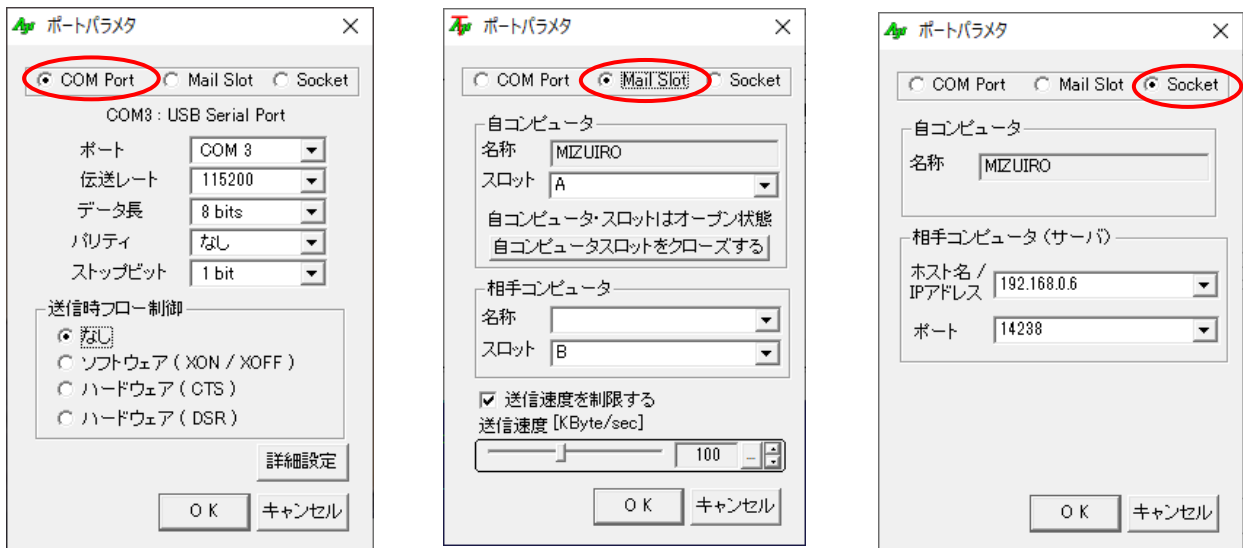 Ags ポートパラメタ
COM Port Mail Slot Socket
COM3 : USB Serial Port
ポート COM 3
伝送レート 115200
データ長 8 bits
パリティ なし
ストップビット 1 bit
送信時フロー制御
なし
ソフトウェア ( XON / XOFF )
ハードウェア ( CTS )
ハードウェア ( DSR )
詳細設定
OK キャンセル
ポートパラメタ
COM Port Mail Slot Socket
自コンピュータ
名称 MIZUIRO
スロット A
自コンピュータ・スロットはオープン状態
自コンピュータスロットをクローズする
相手コンピュータ
名称
スロット B
送信速度を制限する
送信速度 [KByte/sec]
100
OK キャンセル
Ags ポートパラメタ
COM Port Mail Slot Socket
自コンピュータ
名称 MIZUIRO
相手コンピュータ (サーバ)
ホスト名 /
IPアドレス 192.168.0.6
ポート 14238
OK キャンセル